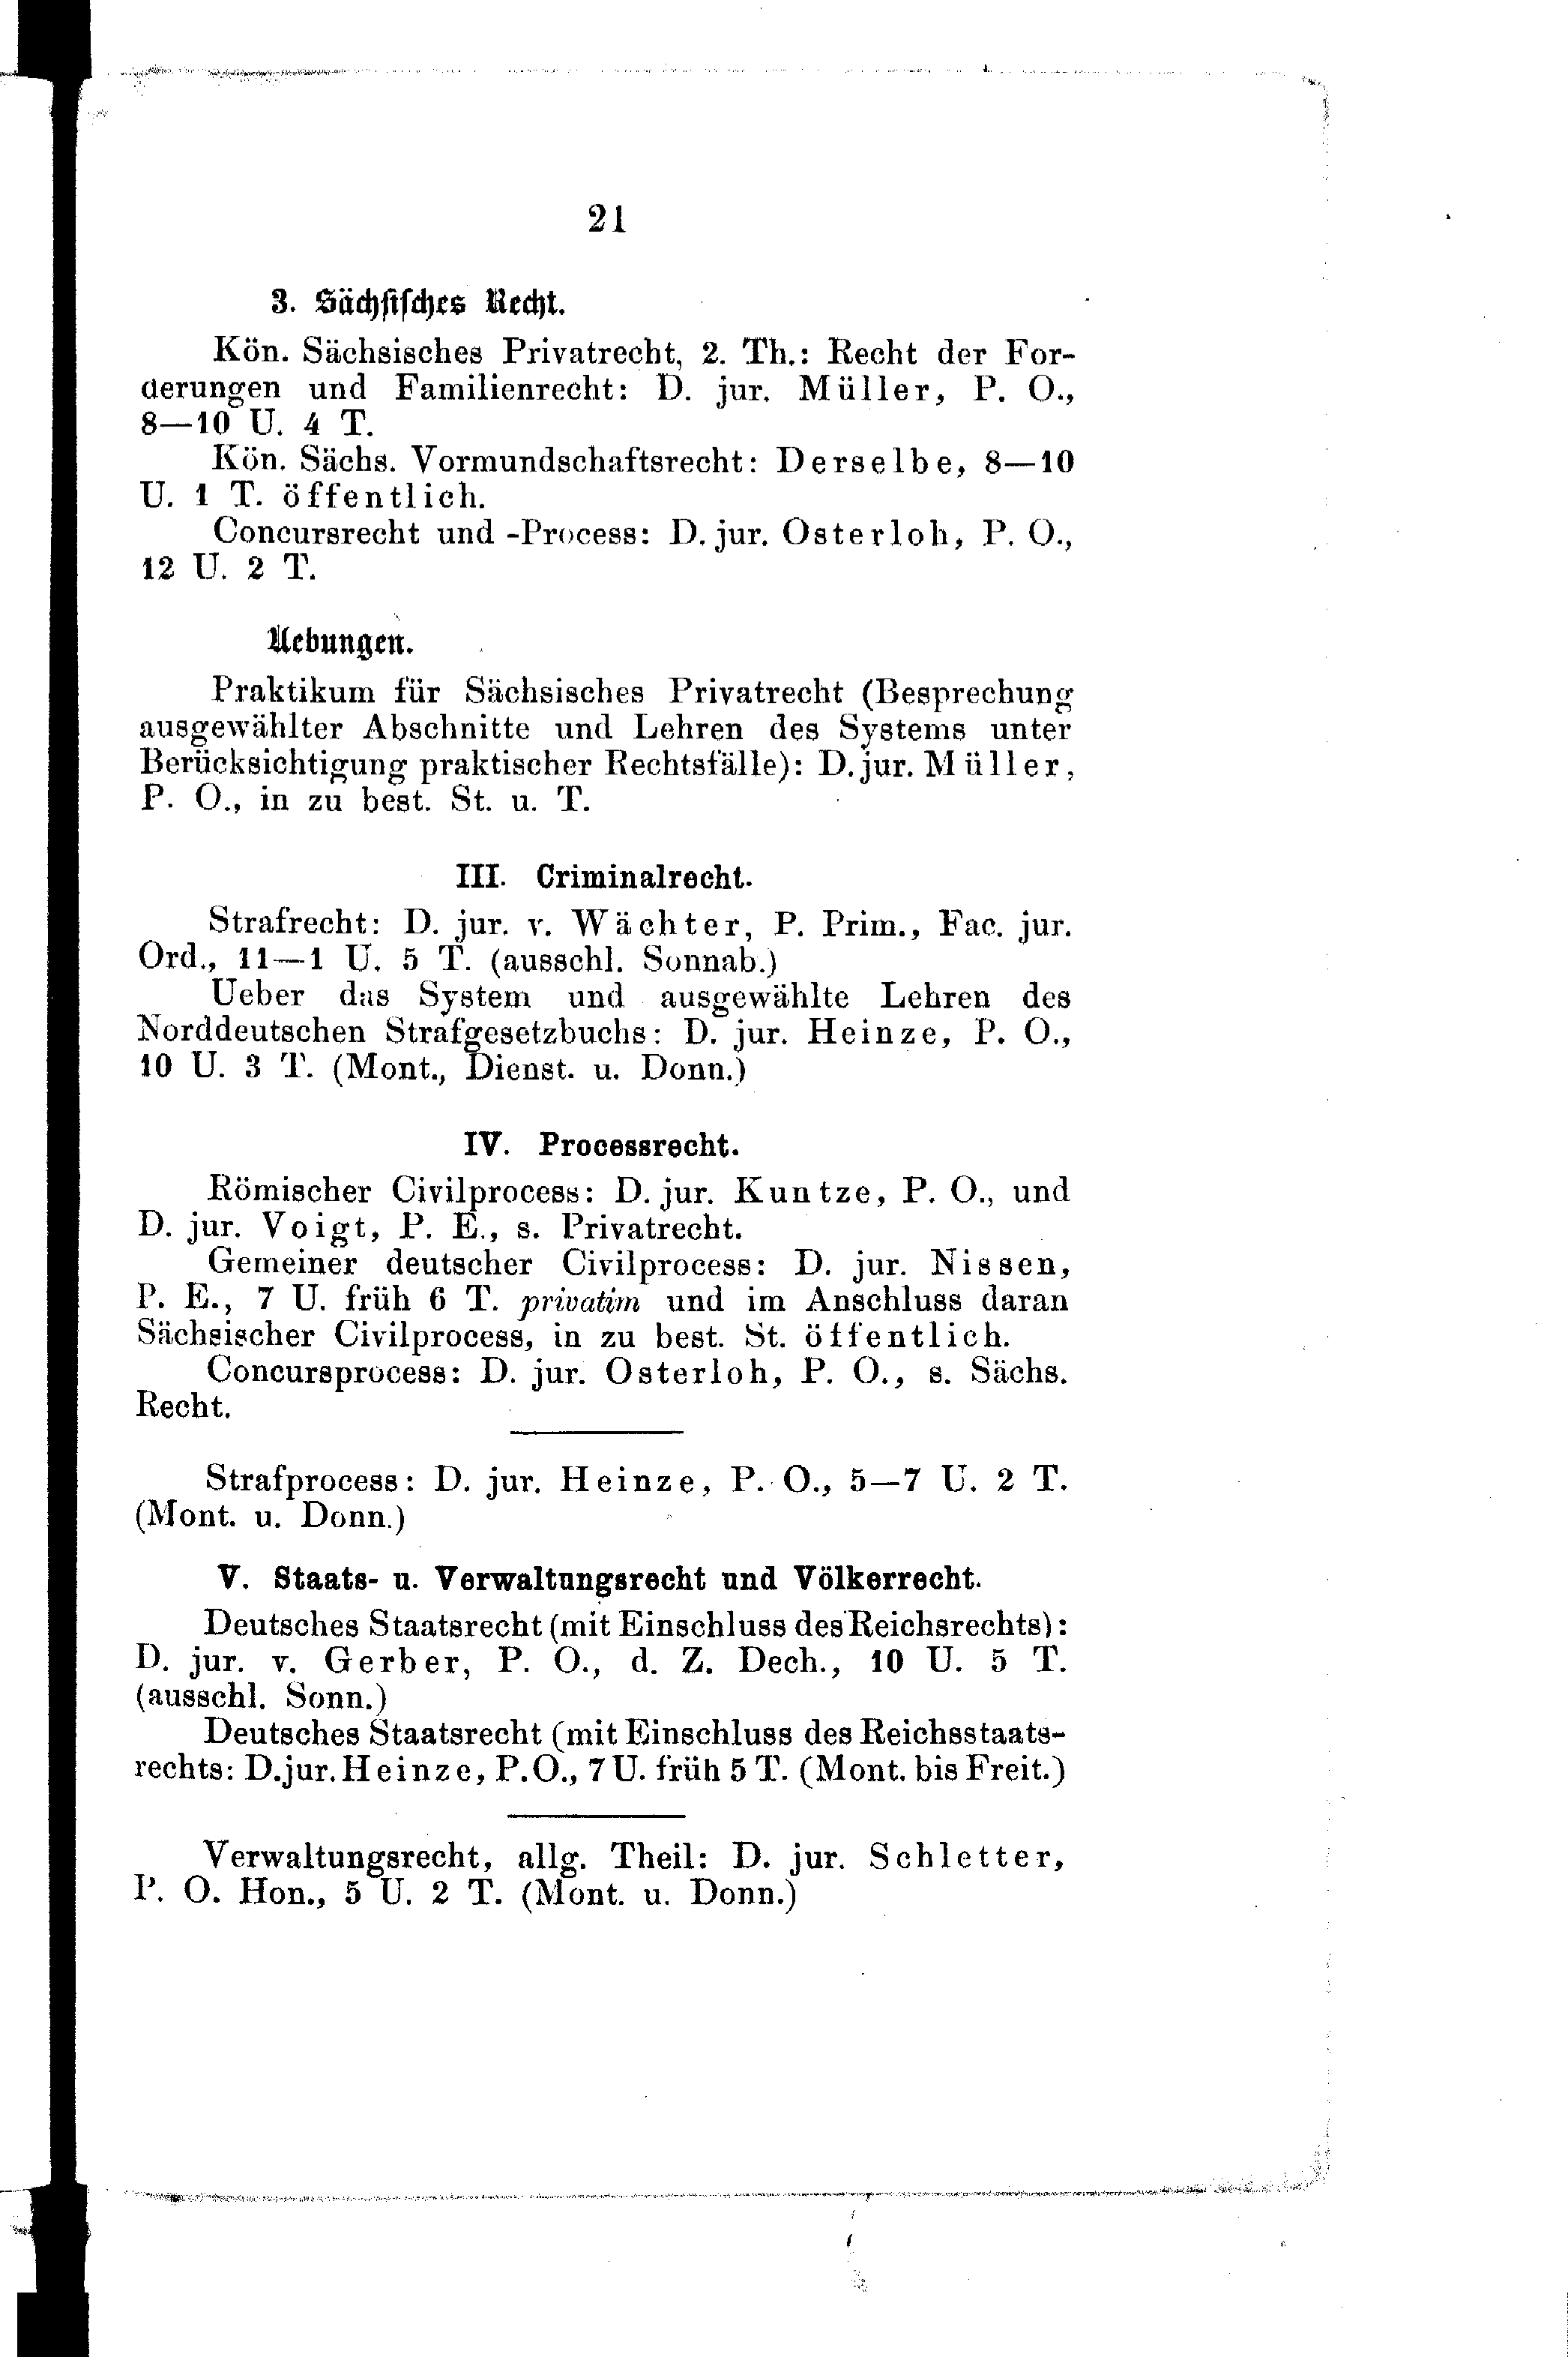 21
3. Sächsisches Recht.
Kön. Sächsisches Privatrecht, 2. Th.: Recht der For-
derungen und Familienrecht: D. jur. Müller, P. O.,
8—10 U. 4 T.
Kön. Sächs. Vormundschaftsrecht: Derselbe, 8—10
U. 1 T. öffentlich.
Concursrecht und -Process: D. jur. Osterloh, P. O.,
12 U. 2 T.
Uebungen.
Praktikum für Sächsisches Privatrecht (Besprechung
ausgewählter Abschnitte und Lehren des Systems unter
Berücksichtigung praktischer Rechtsfälle): D. jur. Müller,
P. O., in zu best. St. u. T.
III. Criminalrecht.
Strafrecht: D. jur. v. Wächter, P. Prim., Fac. jur.
Ord., 11—1 U. 5 T. (ausschl. Sonnab.)
Ueber das System und ausgewählte Lehren des
Norddeutschen Strafgesetzbuchs: D. jur. Heinze, P. O.,
10 U. 3 T. (Mont., Dienst. u. Donn.)
IV. Processrecht.
Römischer Civilprocess: D. jur. Kuntze, P. O., und
D. jur. Voigt, P. E., s. Privatrecht.
Gemeiner deutscher Civilprocess: D. jur. Nissen,
P. E., 7 U. früh 6 T. privatim und im Anschluss daran
Sächsischer Civilprocess, in zu best. St. öffentlich.
Concursprocess: D. jur. Osterloh, P. O., s. Sächs.
Recht.
Strafprocess: D. jur. Heinze, P. O., 5—7 U. 2 T.
(Mont. u. Donn.)
V. Staats- u. Verwaltungsrecht und Völkerrecht.
Deutsches Staatsrecht (mit Einschluss des Reichsrechts):
D. jur. v. Gerber, P. O., d. Z. Dech., 10 U. 5 T.
(ausschl. Sonn.)
Deutsches Staatsrecht (mit Einschluss des Reichsstaats-
rechts: D. jur. Heinze, P. O., 7 U. früh 5 T. (Mont. bis Freit.)
Verwaltungsrecht, allg. Theil: D. jur. Schletter,
P. O. Hon., 5 U. 2 T. (Mont. u. Donn.)